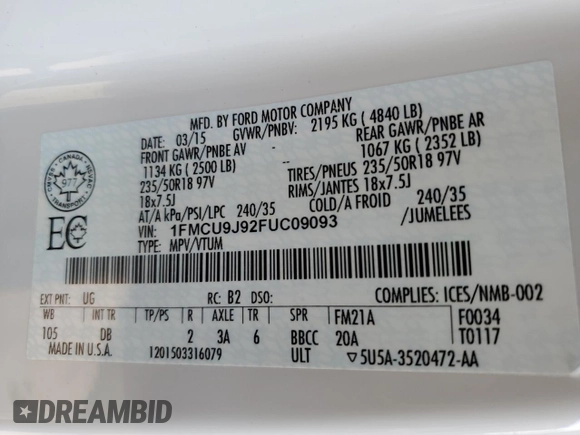 MFD. BY FORD MOTOR COMPANY
DATE: 03/15 GVWR/PNBV: 2195 KG ( 4840 LB)
FRONT GAWR/PNBE AV - REAR GAWR/PNBE AR
1134 KG ( 2500 LB) 1067 KG ( 2352 LB)
235/50R18 97V TIRES/PNEUS 235/50R18 97V
18x7.5J RIMS/JANTES 18x7.5J
AT/A kPa/PSI/LPC 240/35 COLD/A FROID 240/35
VIN: 1FMCU9J92FUC09093 /JUMELEES
TYPE: MPV/VTUM
CMVSS · CANADA · NSVAC
977
TRANSPORT
EC
EXT PNT: UG RC: B2 DSO: COMPLIES: ICES/NMB-002
WB INT TR TP/PS R AXLE TR SPR FM21A F0034
105 DB 2 3A 6 BBCC 20A T0117
MADE IN U.S.A. 1201503316079 ULT ▽5U5A-3520472-AA
DREAMBID